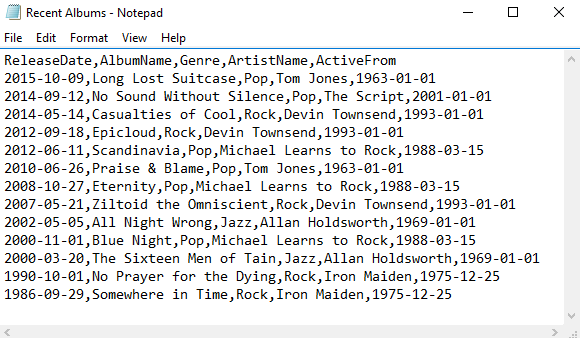 Recent Albums - Notepad
File Edit Format View Help
ReleaseDate,AlbumName,Genre,ArtistName,ActiveFrom
2015-10-09,Long Lost Suitcase,Pop,Tom Jones,1963-01-01
2014-09-12,No Sound Without Silence,Pop,The Script,2001-01-01
2014-05-14,Casualties of Cool,Rock,Devin Townsend,1993-01-01
2012-09-18,Epicloud,Rock,Devin Townsend,1993-01-01
2012-06-11,Scandinavia,Pop,Michael Learns to Rock,1988-03-15
2010-06-26,Praise & Blame,Pop,Tom Jones,1963-01-01
2008-10-27,Eternity,Pop,Michael Learns to Rock,1988-03-15
2007-05-21,Ziltoid the Omniscient,Rock,Devin Townsend,1993-01-01
2002-05-05,All Night Wrong,Jazz,Allan Holdsworth,1969-01-01
2000-11-01,Blue Night,Pop,Michael Learns to Rock,1988-03-15
2000-03-20,The Sixteen Men of Tain,Jazz,Allan Holdsworth,1969-01-01
1990-10-01,No Prayer for the Dying,Rock,Iron Maiden,1975-12-25
1986-09-29,Somewhere in Time,Rock,Iron Maiden,1975-12-25